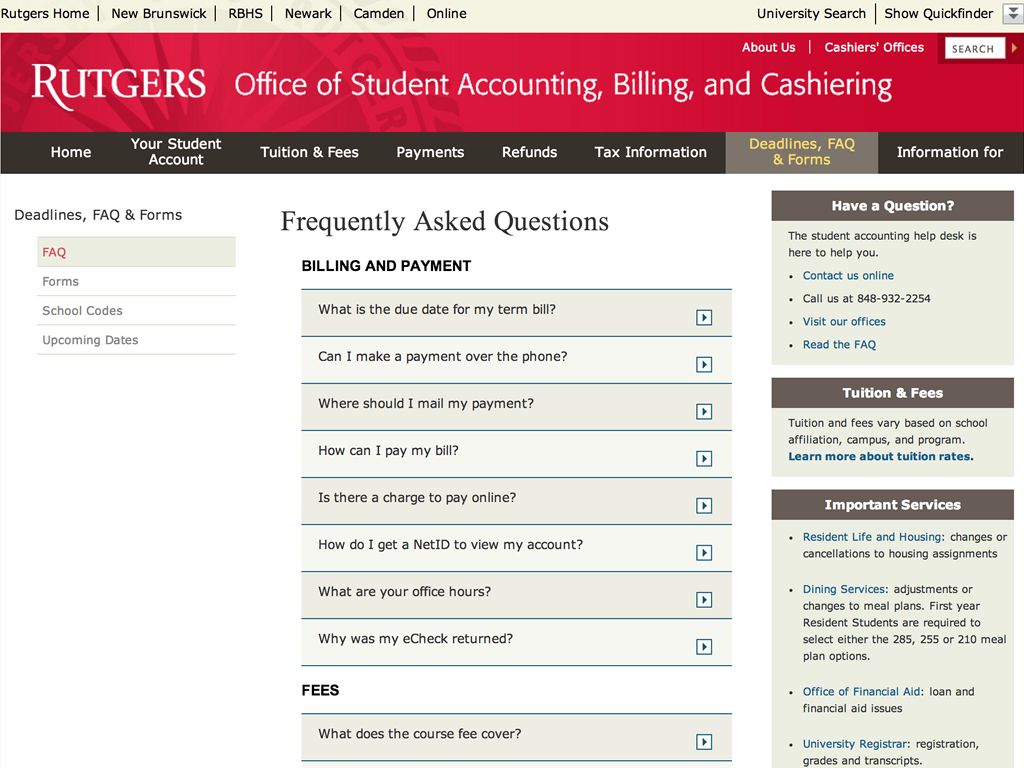 Rutgers Home | New Brunswick | RBHS | Newark | Camden | Online
University Search | Show Quickfinder
About Us | Cashiers' Offices
SEARCH
RUTGERS Office of Student Accounting, Billing, and Cashiering
Home
Your Student
Account
Tuition & Fees
Payments
Refunds
Tax Information
Deadlines, FAQ
& Forms
Information for
Deadlines, FAQ & Forms
FAQ
Forms
School Codes
Upcoming Dates
Frequently Asked Questions
BILLING AND PAYMENT
What is the due date for my term bill?
Can I make a payment over the phone?
Where should I mail my payment?
How can I pay my bill?
Is there a charge to pay online?
How do I get a NetID to view my account?
What are your office hours?
Why was my eCheck returned?
FEES
What does the course fee cover?
Have a Question?
The student accounting help desk is
here to help you.
• Contact us online
• Call us at 848-932-2254
• Visit our offices
• Read the FAQ
Tuition & Fees
Tuition and fees vary based on school
affiliation, campus, and program.
Learn more about tuition rates.
Important Services
• Resident Life and Housing: changes or
cancellations to housing assignments
• Dining Services: adjustments or
changes to meal plans. First year
Resident Students are required to
select either the 285, 255 or 210 meal
plan options.
• Office of Financial Aid: loan and
financial aid issues
• University Registrar: registration,
grades and transcripts.